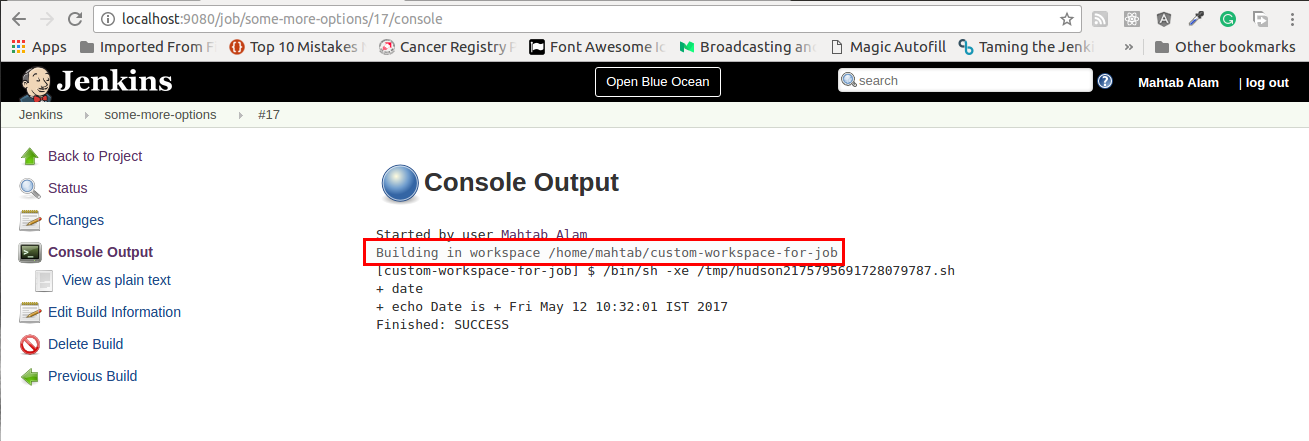 localhost:9080/job/some-more-options/17/console
Apps Imported From F Top 10 Mistakes Cancer Registry Font Awesome Broadcasting an Magic Autofill Taming the Jenk » Other bookmarks
Jenkins Open Blue Ocean search ? Mahtab Alam | log out
Jenkins some-more-options #17
Back to Project
Status
Changes
Console Output
View as plain text
Edit Build Information
Delete Build
Previous Build
Console Output
Started by user Mahtab Alam
Building in workspace /home/mahtab/custom-workspace-for-job
[custom-workspace-for-job] $ /bin/sh -xe /tmp/hudson2175795691728079787.sh
+ date
+ echo Date is + Fri May 12 10:32:01 IST 2017
Finished: SUCCESS